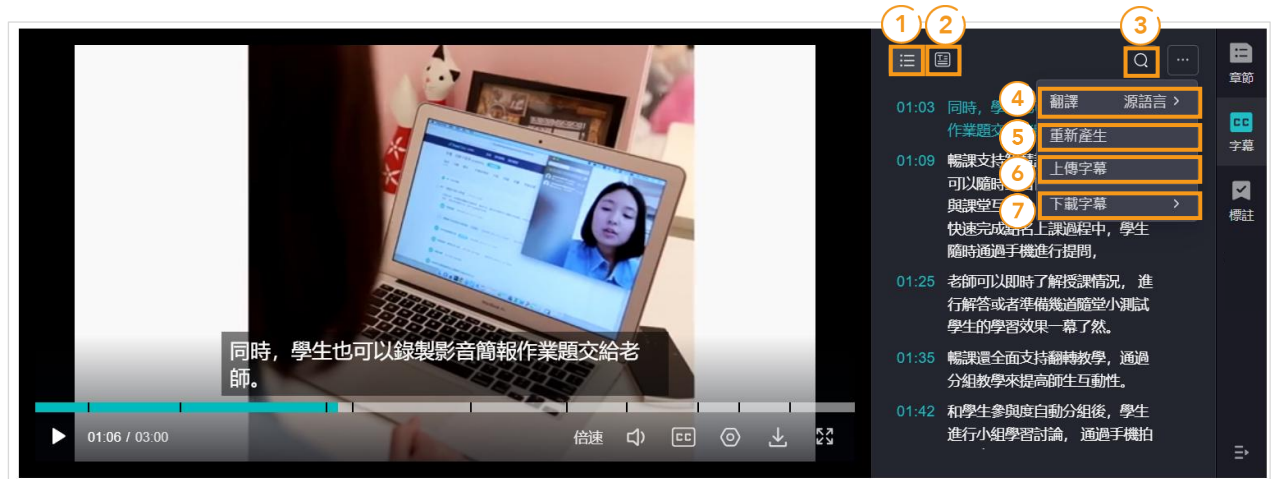 1
2
3
章節
字幕
標註
4
翻譯 源語言
5
重新產生
6
上傳字幕
7
下載字幕
01:03 同時，學
作業題交
01:09 暢課支持
可以隨時
與課堂互
快速完成點名上課過程中，學生
隨時通過手機進行提問，
01:25 老師可以即時了解授課情況， 進
行解答或者準備幾道隨堂小測試
學生的學習效果一幕了然。
01:35 暢課還全面支持翻轉教學，通過
分組教學來提高師生互動性。
01:42 和學生參與度自動分組後，學生
進行小組學習討論， 通過手機拍
同時，學生也可以錄製影音簡報作業題交給老
師。
01:06 / 03:00
倍速
CC